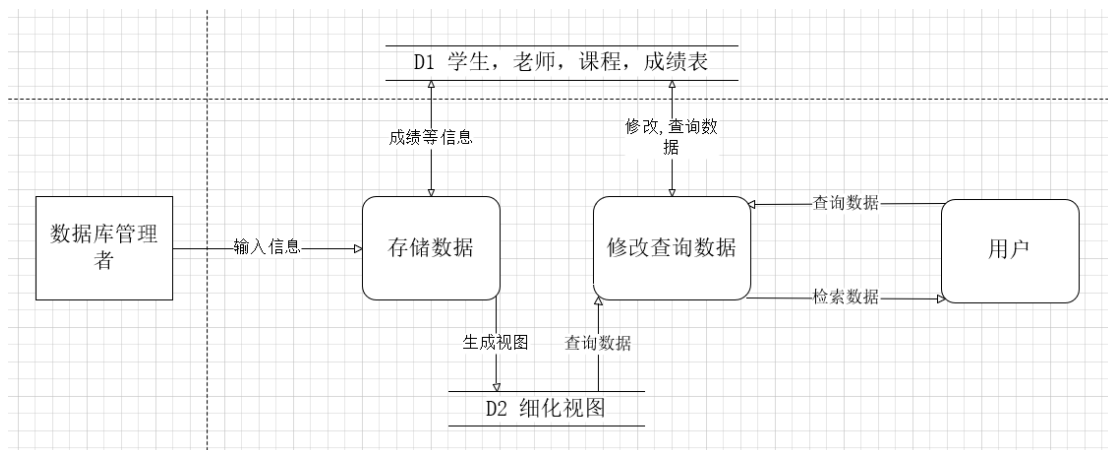 D1 学生，老师，课程，成绩表
成绩等信息
修改,查询数
据
数据库管理
者
输入信息
存储数据
修改查询数据
查询数据
检索数据
用户
生成视图
查询数据
D2 细化视图